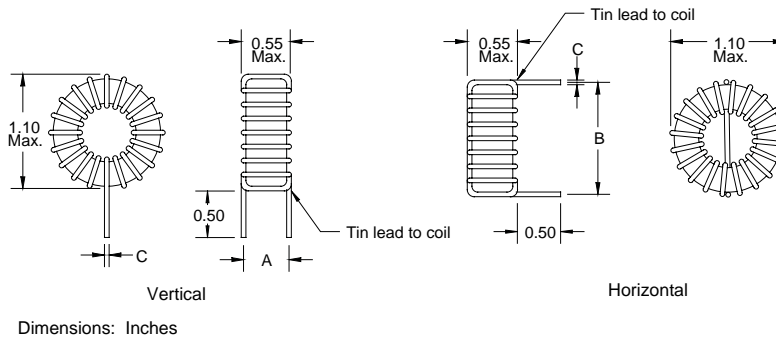 Tin lead to coil
0.55
Max.
0.55
Max.
C
1.10
Max.
1.10
Max.
B
0.50
Tin lead to coil
0.50
C
A
Vertical
Horizontal
Dimensions: Inches